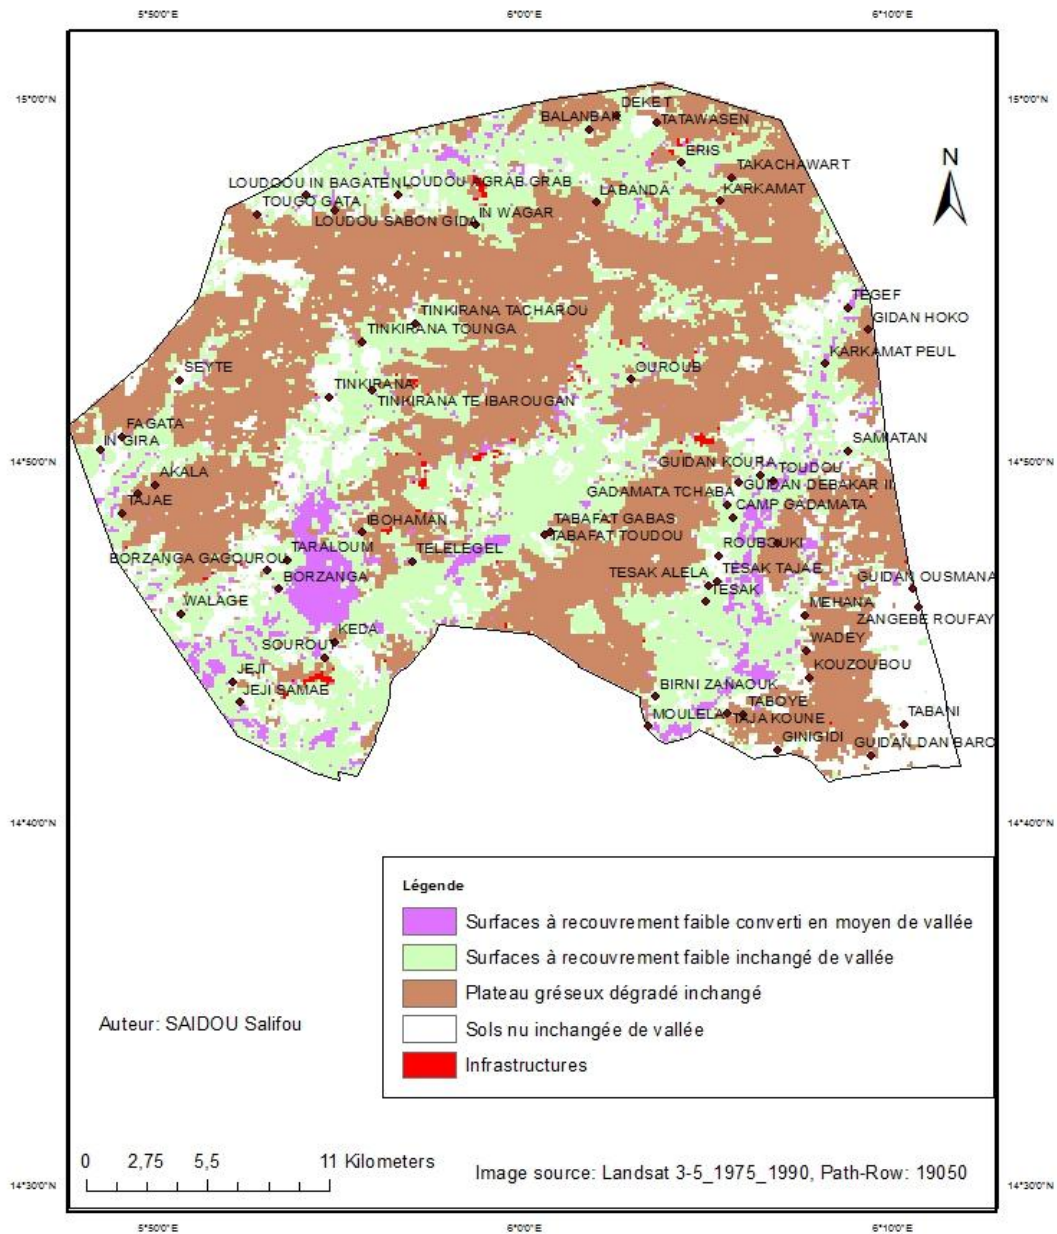 5°50'0"E
6°0'0"E
6°10'0"E
15°0'0"N
15°0'0"N
DEKET
BALANBAK
TATAWASEN
N
ERIS
TAKACHAWART
LOUDOOU IN BAGATEN
LOUDOU AGRAB GRAB
LABANDA
KARKAMAT
TOUGO GATA
LOUDOU SABON GIDA
IN WAGAR
TEGEF
TINKIRANA TACHAROU
GIDAN HOKO
TINKIRANA TOUNGA
KARKAMAT PEUL
SEYTE
OUROUB
TINKIRANA
TINKIRANA TE IBAROUGAN
FAGATA
SAMIATAN
IN GIRA
14°50'0"N
14°50'0"N
GUIDAN KOURA
TOUDOU
AKALA
GUIDAN DEBAKAR II
GADAMATA TCHABA
TAJAE
CAMP GADAMATA
IBOHAMAN
TABAFAT GABAS
TABAFAT TOUDOU
ROUBOUKI
TARALOUM
TELELEGEL
BORZANGA GAGOUROU
TESAK ALELA
TESAK TAJAE
BORZANGA
GUIDAN OUSMANA
TESAK
WALAGE
MEHANA
ZANGEBE ROUFAY
KEDA
WADEY
SOUROUT
KOUZOUBOU
JEJI
BIRNI ZANAOUK
JEJI SAMAE
TABOYE
MOULELA
TAJA KOUNE
TABANI
GINIGIDI
GUIDAN DAN BARO
14°40'0"N
14°40'0"N
Légende
Surfaces à recouvrement faible converti en moyen de vallée
Surfaces à recouvrement faible inchangé de vallée
Plateau gréseux dégradé inchangé
Auteur: SAIDOU Salifou
Sols nu inchangée de vallée
Infrastructures
0 2,75 5,5 11 Kilometers
Image source: Landsat 3-5_1975_1990, Path-Row: 19050
14°30'0"N
14°30'0"N
5°50'0"E
6°0'0"E
6°10'0"E